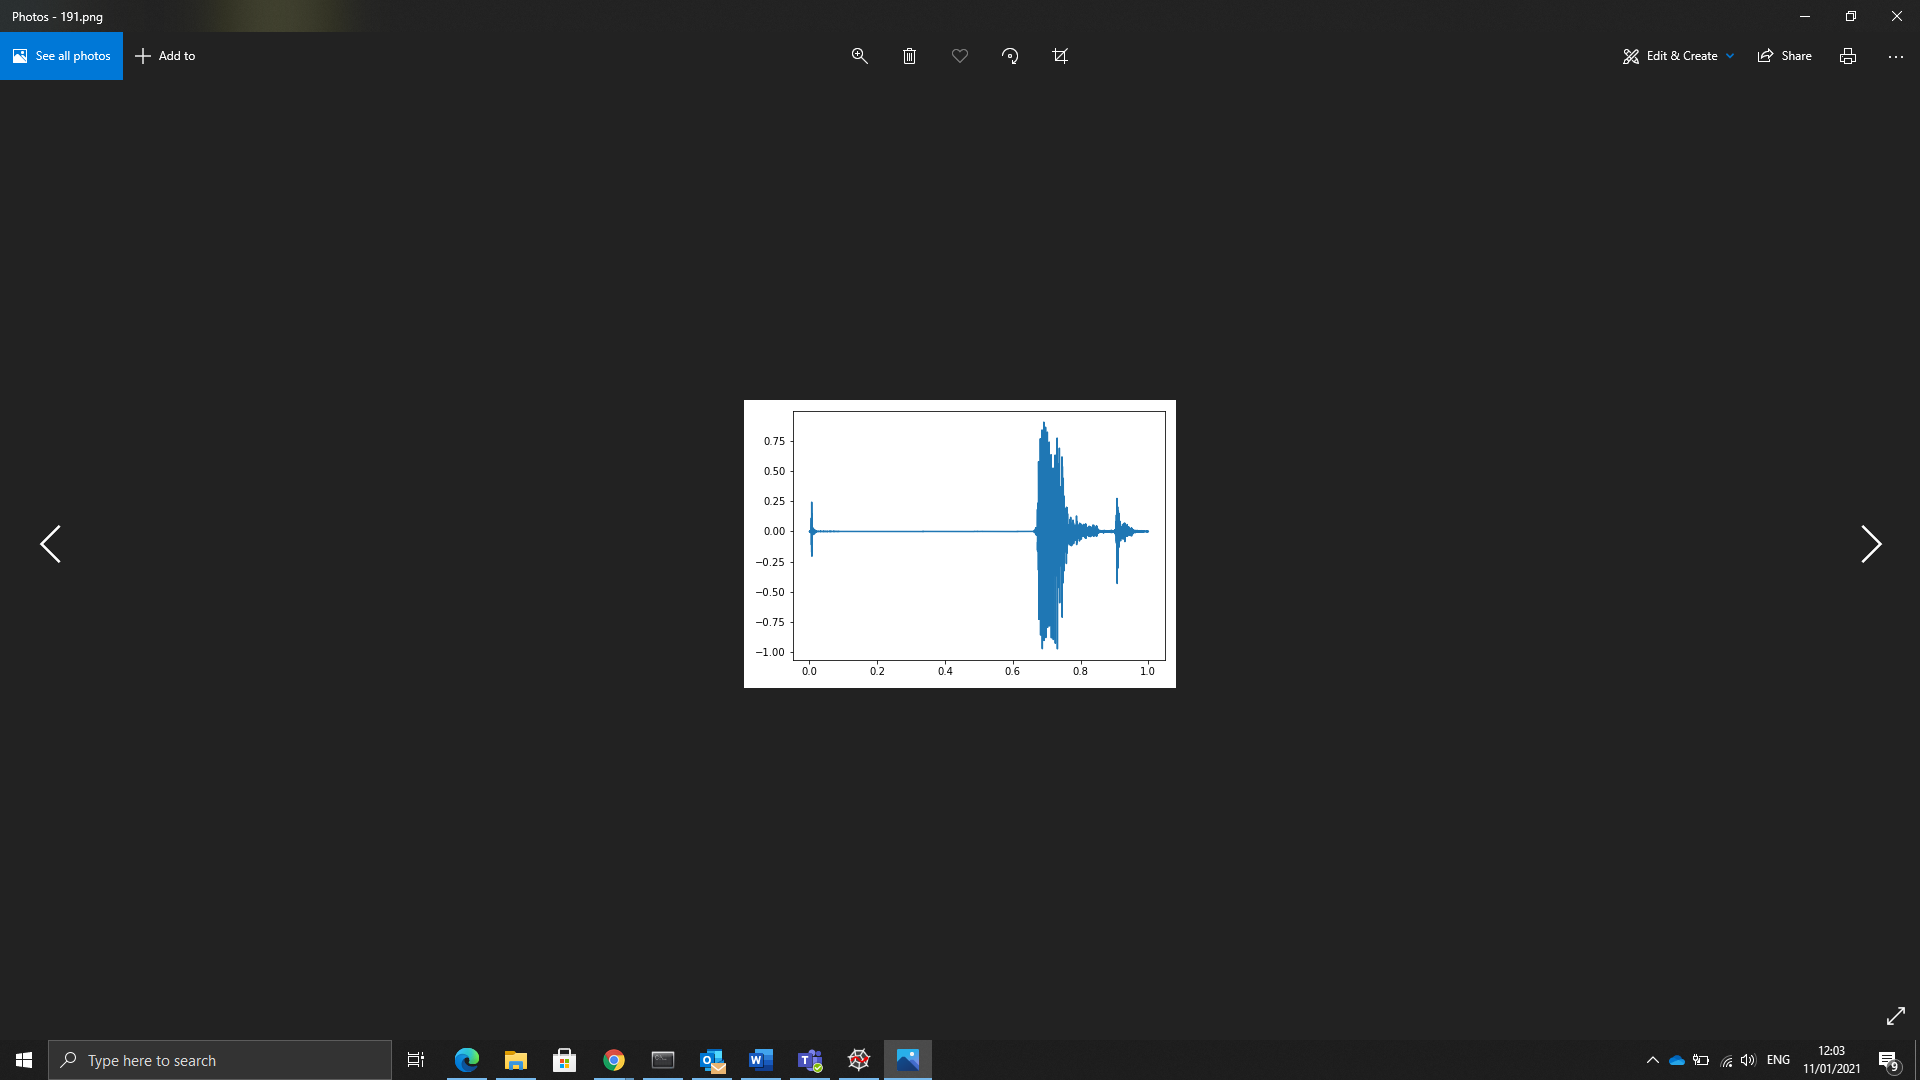 Photos - 191.png
See all photos
Add to
Edit & Create
Share
0.75
0.50
0.25
0.00
−0.25
−0.50
−0.75
−1.00
0.0 0.2 0.4 0.6 0.8 1.0
Type here to search
ENG
12:03
11/01/2021
9